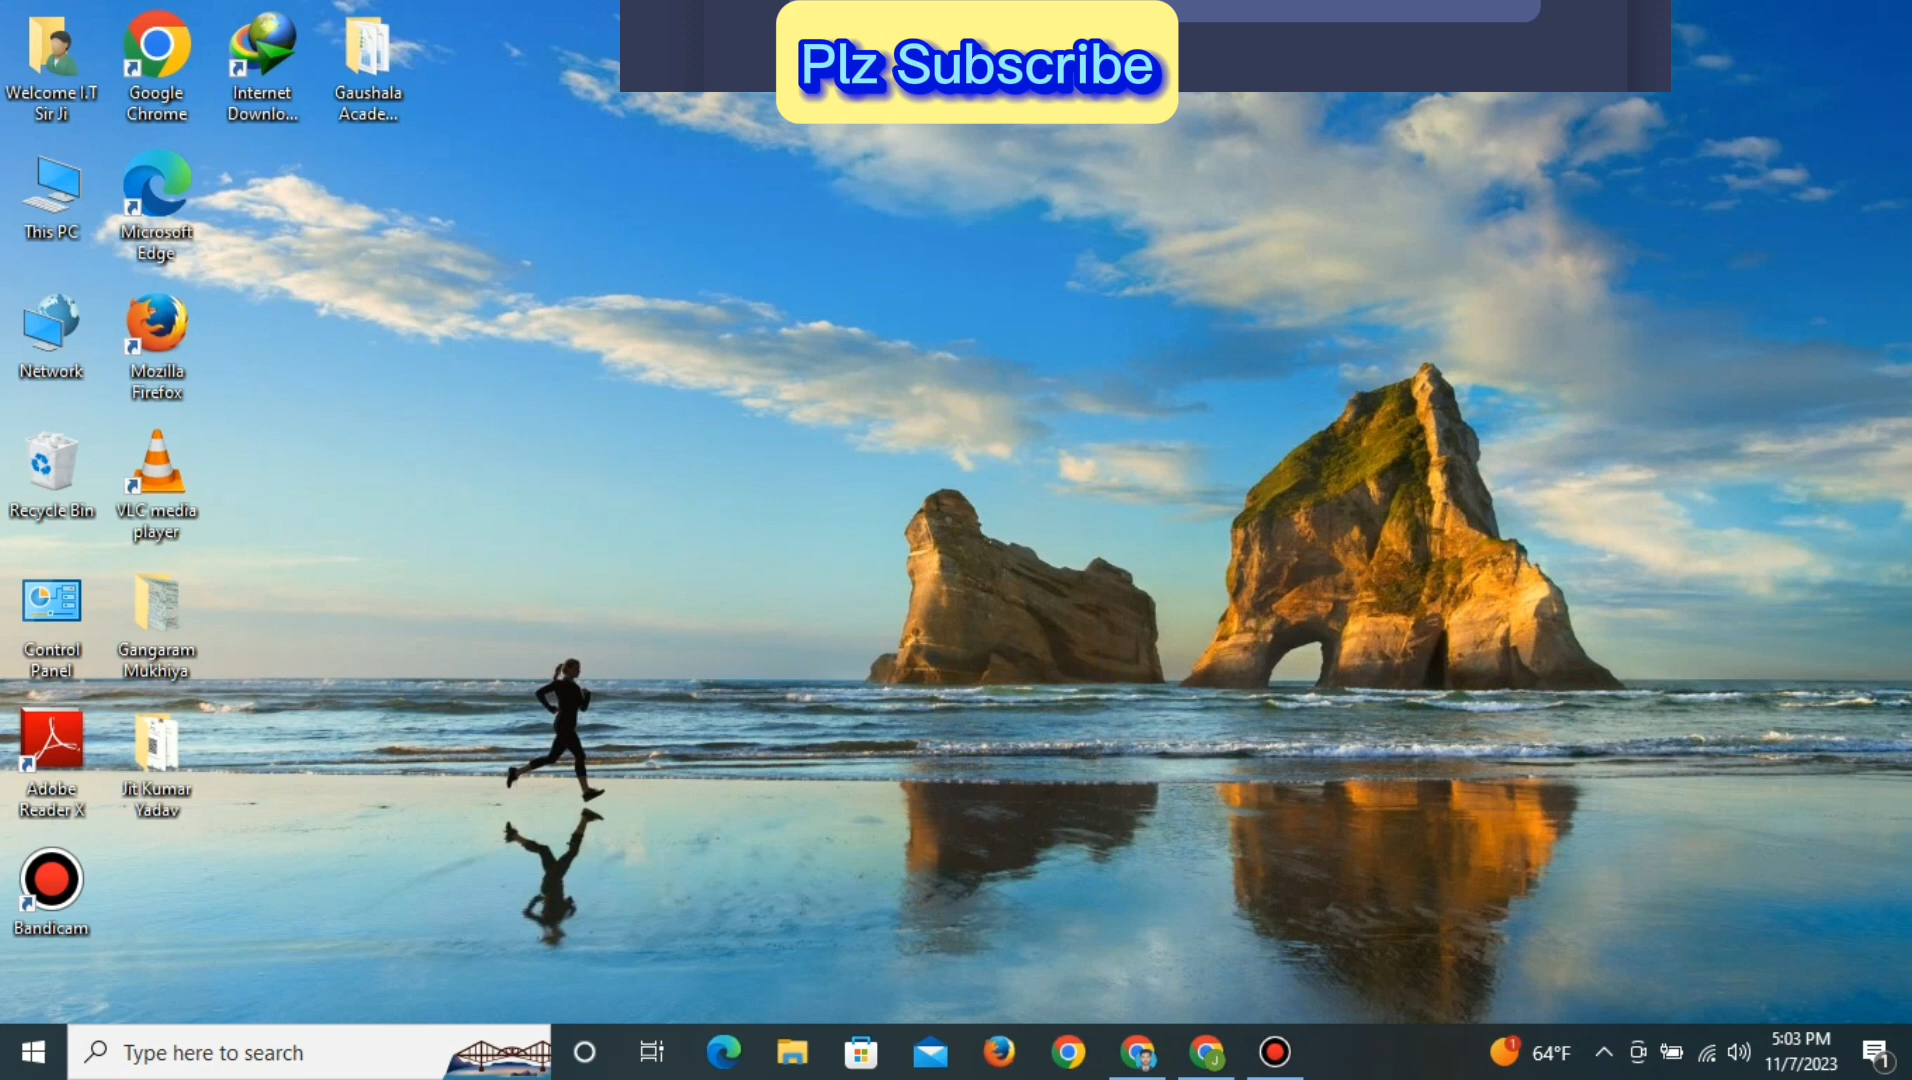 Plz Subscribe
Welcome I.T
Sir Ji
Google
Chrome
Internet
Downlo...
Gaushala
Acade...
This PC
Microsoft
Edge
Network
Mozilla
Firefox
Recycle Bin
VLC media
player
Control
Panel
Gangaram
Mukhiya
Adobe
Reader X
Jit Kumar
Yadav
Bandicam
Type here to search
J
1
64°F
5:03 PM
11/7/2023
1